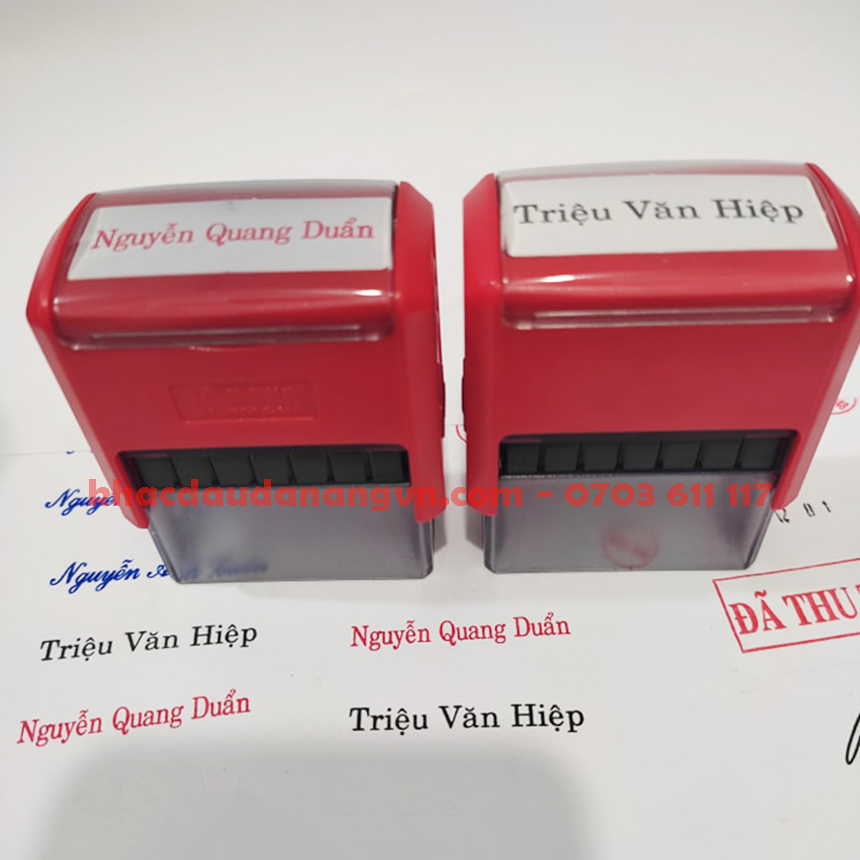 Nguyễn Quang Duẩn
Triệu Văn Hiệp
bhacdaudanangvn.com - 0703 611 117
Nguyễn
ĐÃ THU
Triệu Văn Hiệp
Nguyễn Quang Duẩn
Nguyễn Quang Duẩn
Triệu Văn Hiệp